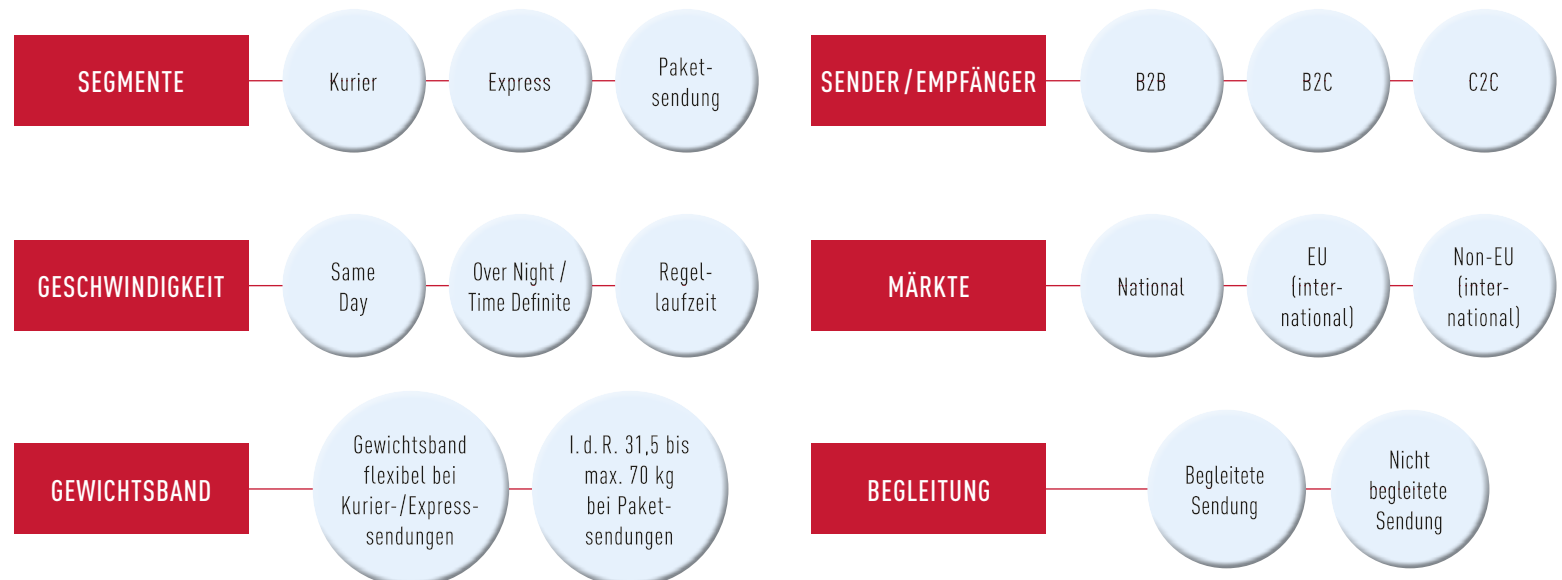 SEGMENTE
Kurier
Express
Paket-
sendung
SENDER / EMPFÄNGER
B2B
B2C
C2C
GESCHWINDIGKEIT
Same
Day
Over Night /
Time Definite
Regel-
laufzeit
MÄRKTE
National
EU
(inter-
national)
Non-EU
(inter-
national)
GEWICHTSBAND
Gewichtsband
flexibel bei
Kurier-/Express-
sendungen
I. d. R. 31,5 bis
max. 70 kg
bei Paket-
sendungen
BEGLEITUNG
Begleitete
Sendung
Nicht
begleitete
Sendung